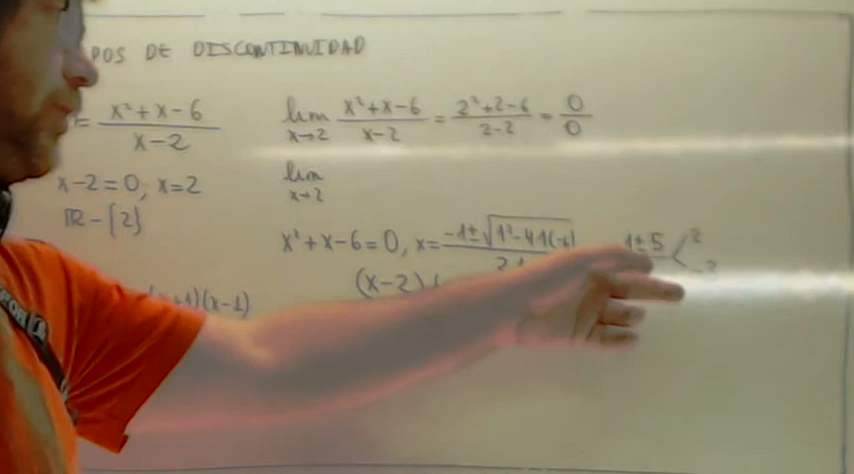 POS DE DISCONTINUIDAD
= (x²+x-6)/(x-2)
lim x→2 (x²+x-6)/(x-2) = (2²+2-6)/(2-2) = 0/0
x-2=0; x=2
lim x→2
ℝ-{2}
x²+x-6=0, x= (-1±√(1²-4·1(-6)
1±5 < 2
(x-2)(
+1)(x-1)